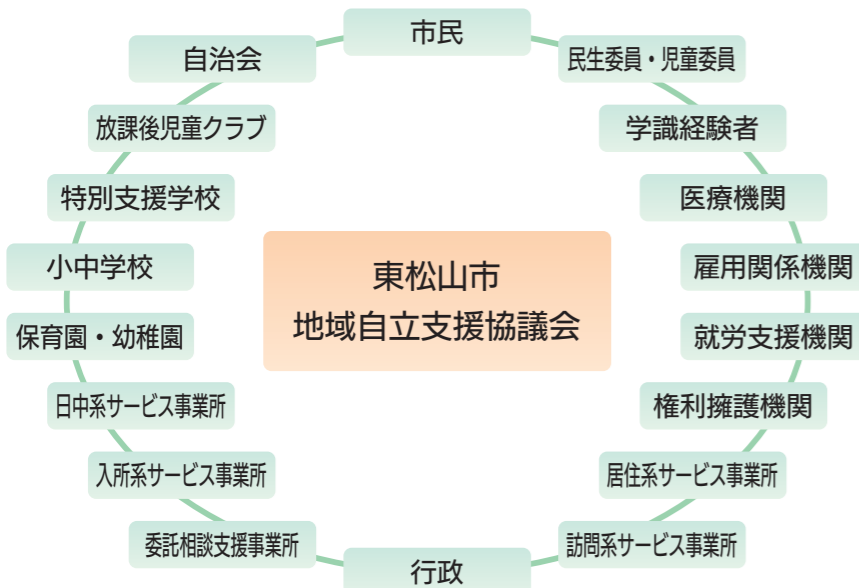 市民
自治会
民生委員・児童委員
放課後児童クラブ
学識経験者
特別支援学校
医療機関
小中学校
東松山市
地域自立支援協議会
雇用関係機関
保育園・幼稚園
就労支援機関
日中系サービス事業所
権利擁護機関
入所系サービス事業所
居住系サービス事業所
委託相談支援事業所
訪問系サービス事業所
行政